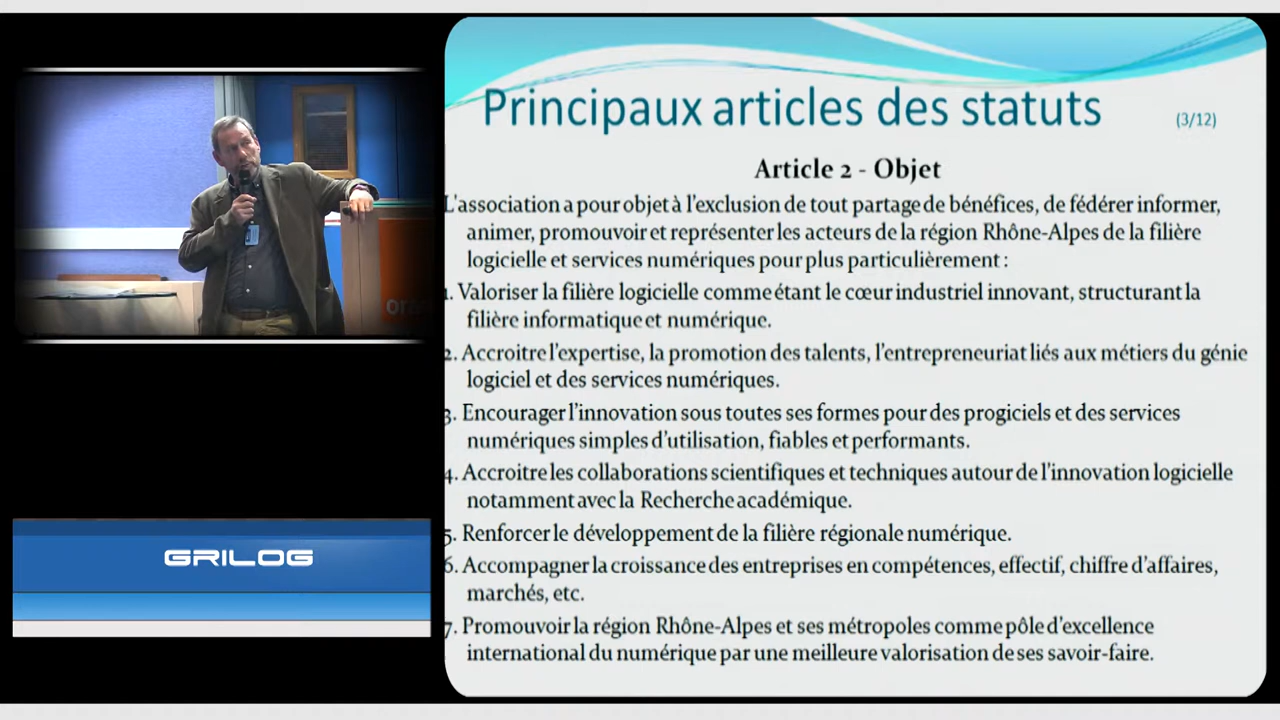 Principaux articles des statuts
(3/12)
Article 2 - Objet
L'association a pour objet à l'exclusion de tout partage de bénéfices, de fédérer informer,
animer, promouvoir et représenter les acteurs de la région Rhône-Alpes de la filière
logicielle et services numériques pour plus particulièrement :
1. Valoriser la filière logicielle comme étant le cœur industriel innovant, structurant la
filière informatique et numérique.
2. Accroitre l'expertise, la promotion des talents, l'entrepreneuriat liés aux métiers du génie
logiciel et des services numériques.
3. Encourager l'innovation sous toutes ses formes pour des progiciels et des services
numériques simples d'utilisation, fiables et performants.
4. Accroitre les collaborations scientifiques et techniques autour de l'innovation logicielle
notamment avec la Recherche académique.
5. Renforcer le développement de la filière régionale numérique.
6. Accompagner la croissance des entreprises en compétences, effectif, chiffre d'affaires,
marchés, etc.
7. Promouvoir la région Rhône-Alpes et ses métropoles comme pôle d'excellence
international du numérique par une meilleure valorisation de ses savoir-faire.
GRILOG